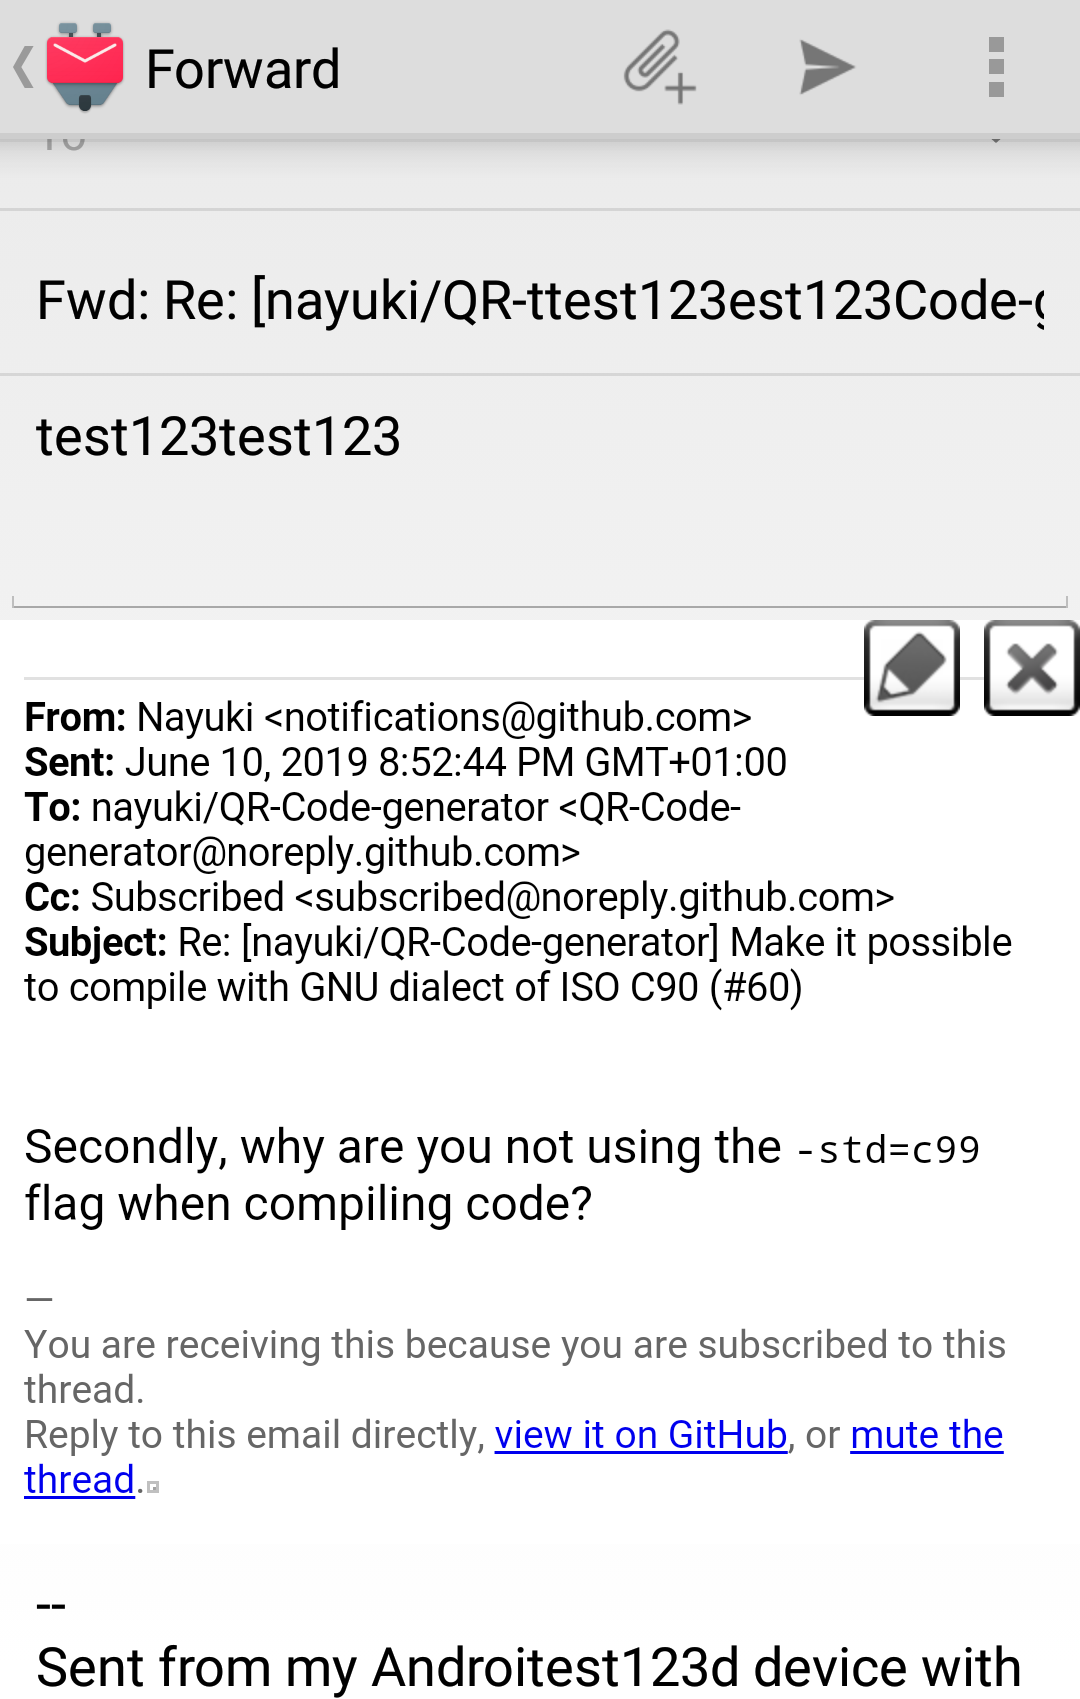 Forward
To
Fwd: Re: [nayuki/QR-ttest123est123Code-g
test123test123
From: Nayuki <notifications@github.com>
Sent: June 10, 2019 8:52:44 PM GMT+01:00
To: nayuki/QR-Code-generator <QR-Code-
generator@noreply.github.com>
Cc: Subscribed <subscribed@noreply.github.com>
Subject: Re: [nayuki/QR-Code-generator] Make it possible
to compile with GNU dialect of ISO C90 (#60)
Secondly, why are you not using the -std=c99
flag when compiling code?
—
You are receiving this because you are subscribed to this
thread.
Reply to this email directly, view it on GitHub, or mute the
thread.
--
Sent from my Androitest123d device with